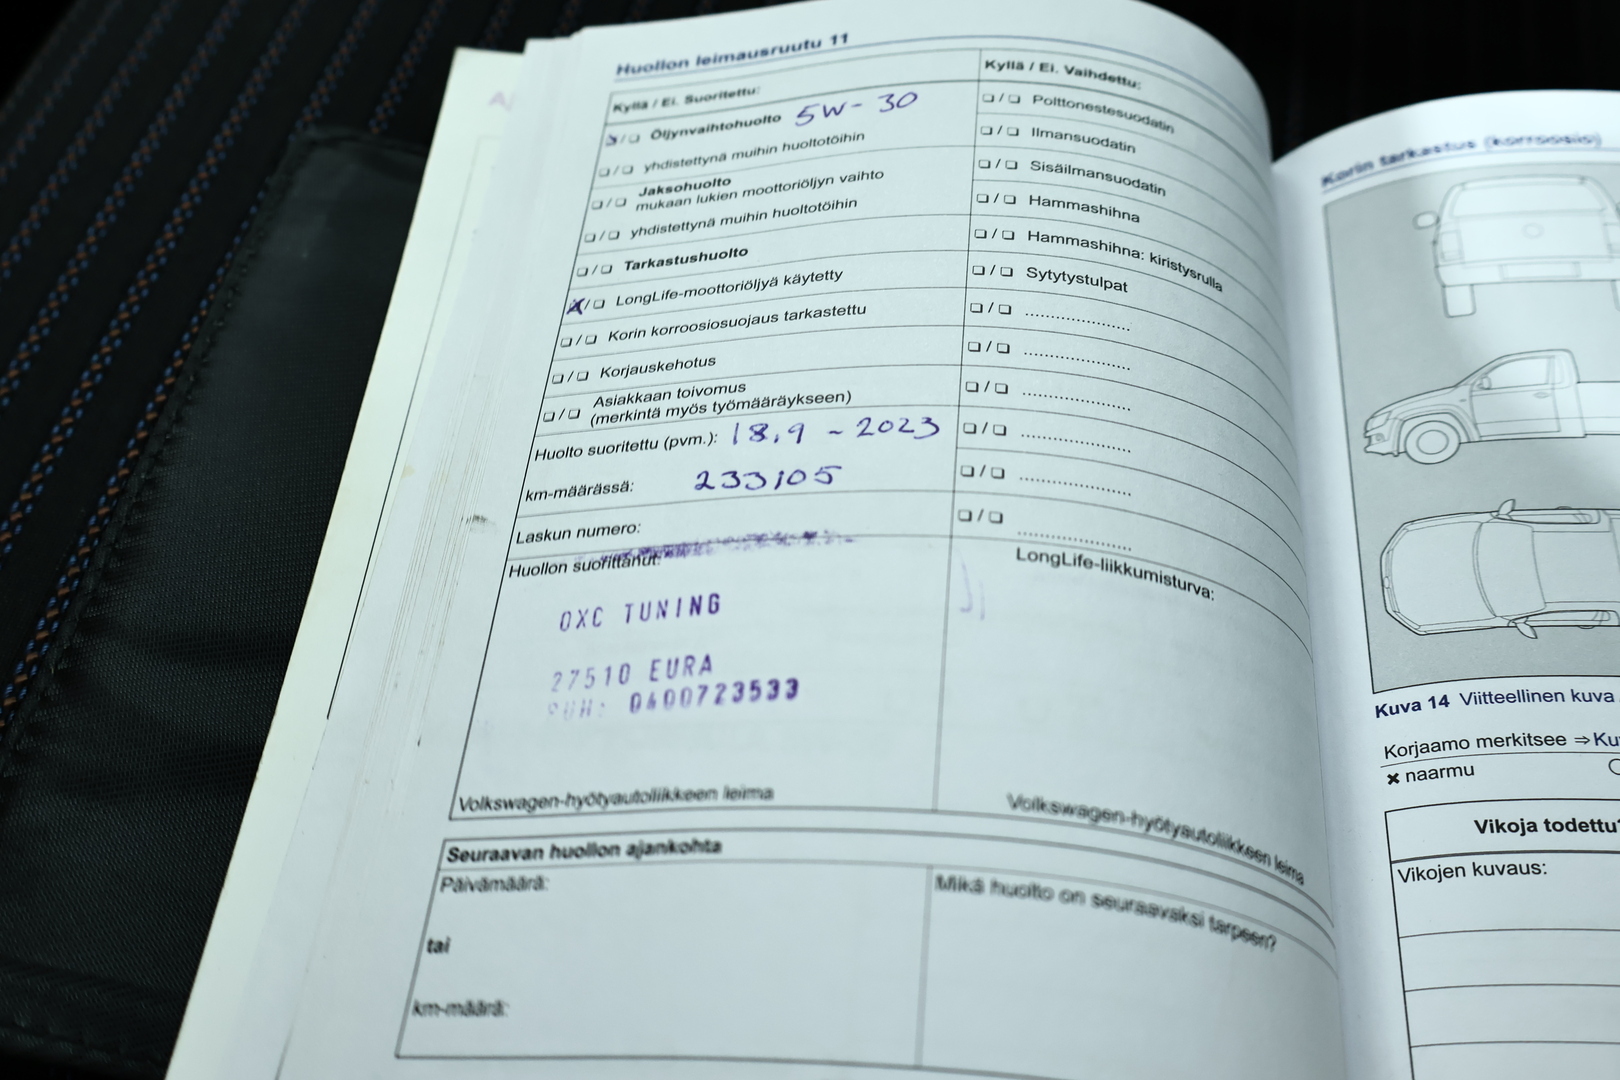 Huollon leimausruutu 11
Kyllä / Ei. Suoritettu:
Öljynvaihtohuolto 5W-30
yhdistettynä muihin huoltotöihin
Jaksohuolto
mukaan lukien moottoriöljyn vaihto
yhdistettynä muihin huoltotöihin
Tarkastushuolto
LongLife-moottoriöljyä käytetty
Korin korroosiosuojaus tarkastettu
Korjauskehotus
Asiakkaan toivomus
(merkintä myös työmääräykseen)
Huolto suoritettu (pvm.): 18.9 - 2023
km-määrässä: 233105
Laskun numero:
Huollon suorittanut:
OXC TUNING
27510 EURA
PUH: 0400723533
Volkswagen-hyötyautoliikkeen leima
Kyllä / Ei. Vaihdettu:
Polttonestesuodatin
Ilmansuodatin
Sisäilmansuodatin
Hammashihna
Hammashihna: kiristysrulla
Sytytystulpat
LongLife-liikkumisturva:
Volkswagen-hyötyautoliikkeen leima
Seuraavan huollon ajankohta
Päivämäärä:
tai
km-määrä:
Mikä huolto on seuraavaksi tarpeen?
Korin tarkastus (korroosio)
Kuva 14 Viitteellinen kuva
Korjaamo merkitsee ⇒
naarmu
Vikoja todettu?
Vikojen kuvaus: